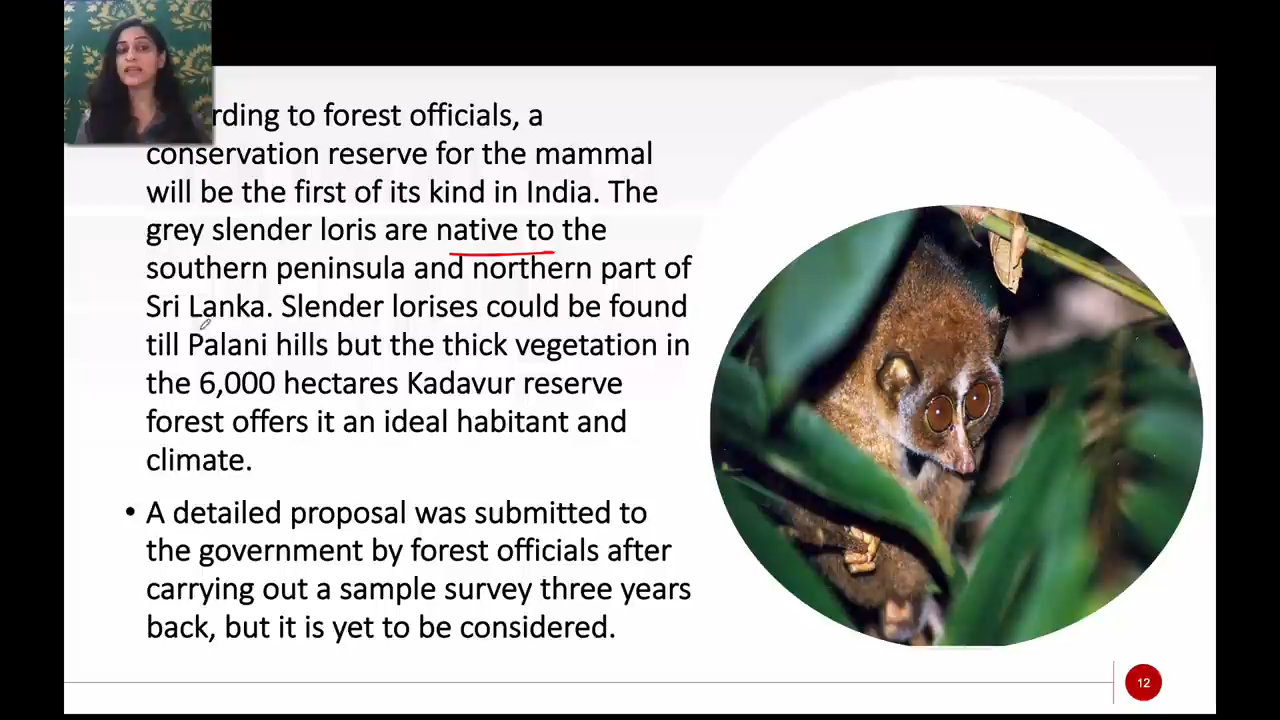 rding to forest officials, a
conservation reserve for the mammal
will be the first of its kind in India. The
grey slender loris are native to the
southern peninsula and northern part of
Sri Lanka. Slender lorises could be found
till Palani hills but the thick vegetation in
the 6,000 hectares Kadavur reserve
forest offers it an ideal habitant and
climate.
• A detailed proposal was submitted to
the government by forest officials after
carrying out a sample survey three years
back, but it is yet to be considered.
12